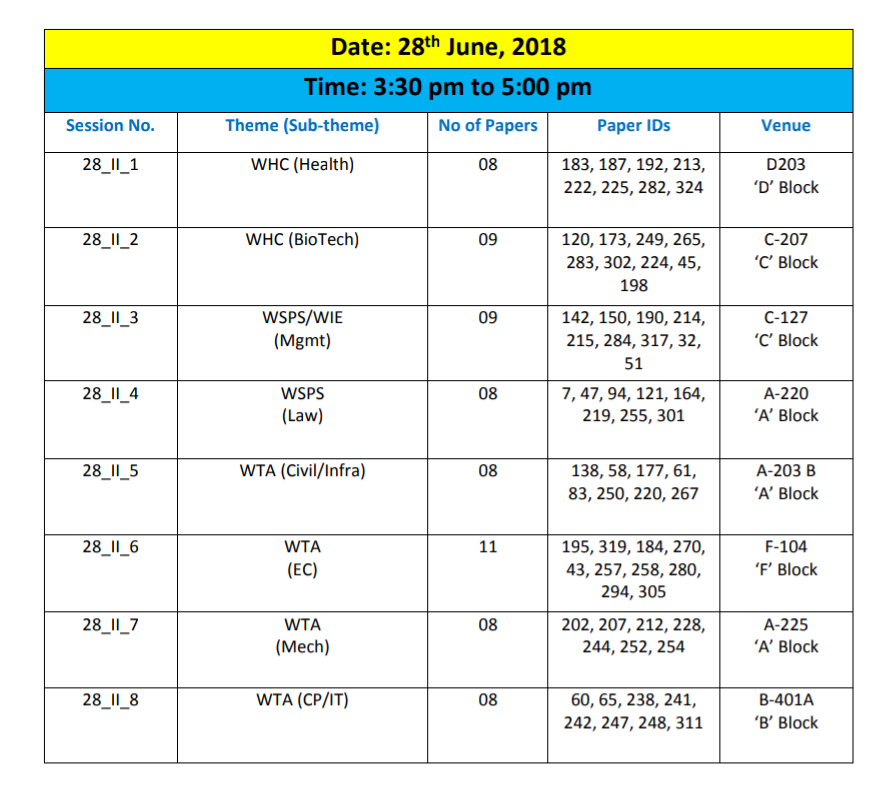 Date: 28th June, 2018
Time: 3:30 pm to 5:00 pm
Session No. Theme (Sub-theme) No of Papers Paper IDs Venue
28_II_1 WHC (Health) 08 183, 187, 192, 213, D203
222, 225, 282, 324 ‘D’ Block
28_II_2 WHC (BioTech) 09 120, 173, 249, 265, C-207
283, 302, 224, 45, ‘C’ Block
198
28_II_3 WSPS/WIE 09 142, 150, 190, 214, C-127
(Mgmt) 215, 284, 317, 32, ‘C’ Block
51
28_II_4 WSPS 08 7, 47, 94, 121, 164, A-220
(Law) 219, 255, 301 ‘A’ Block
28_II_5 WTA (Civil/Infra) 08 138, 58, 177, 61, A-203 B
83, 250, 220, 267 ‘A’ Block
28_II_6 WTA 11 195, 319, 184, 270, F-104
(EC) 43, 257, 258, 280, ‘F’ Block
294, 305
28_II_7 WTA 08 202, 207, 212, 228, A-225
(Mech) 244, 252, 254 ‘A’ Block
28_II_8 WTA (CP/IT) 08 60, 65, 238, 241, B-401A
242, 247, 248, 311 ‘B’ Block